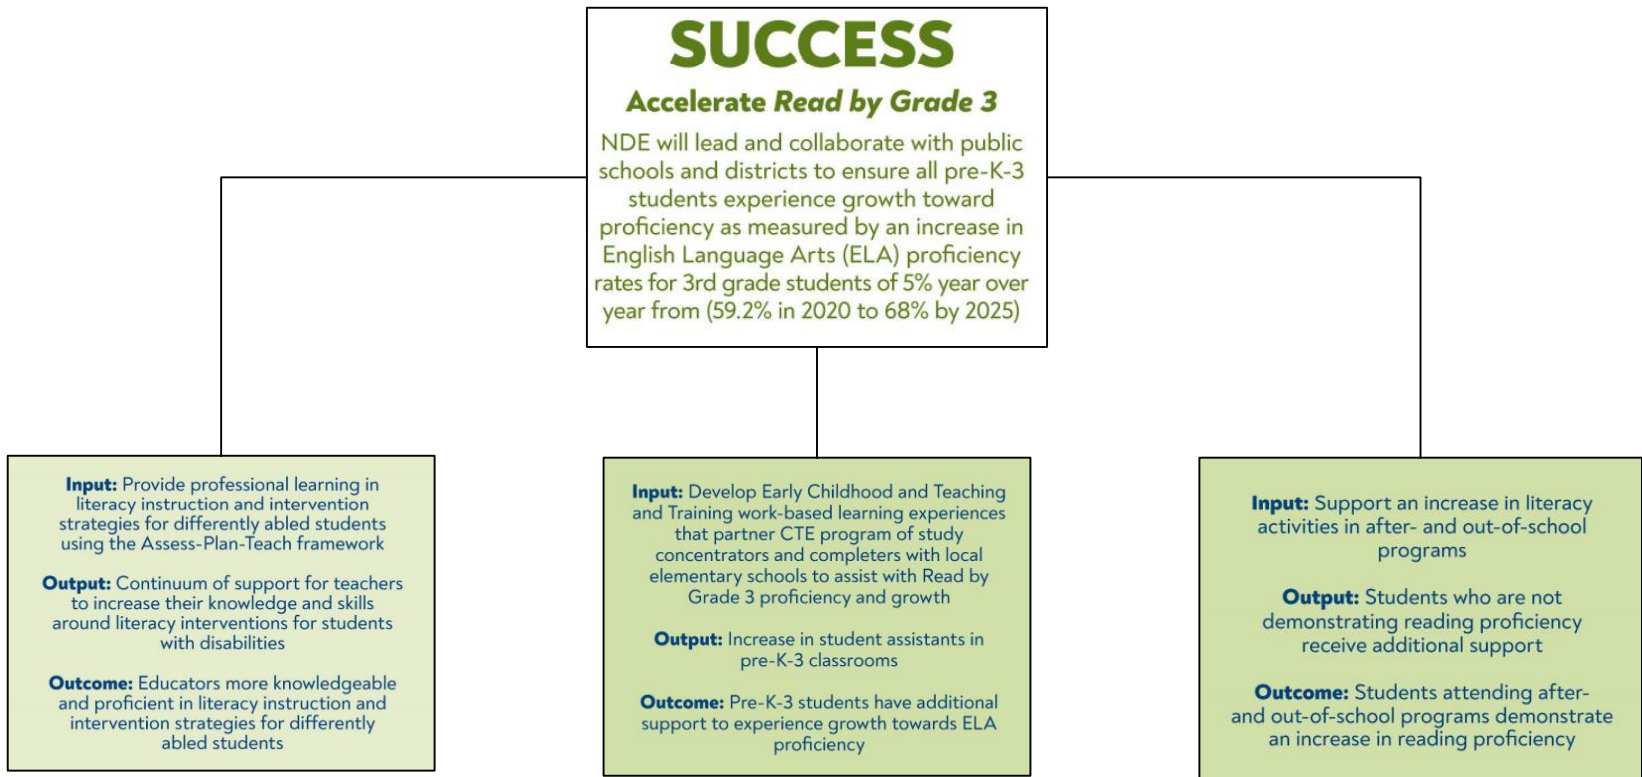 SUCCESS
Accelerate Read by Grade 3
NDE will lead and collaborate with public
schools and districts to ensure all pre-K-3
students experience growth toward
proficiency as measured by an increase in
English Language Arts (ELA) proficiency
rates for 3rd grade students of 5% year over
year from (59.2% in 2020 to 68% by 2025)
Input: Provide professional learning in
literacy instruction and intervention
strategies for differently abled students
using the Assess-Plan-Teach framework
Output: Continuum of support for teachers
to increase their knowledge and skills
around literacy interventions for students
with disabilities
Outcome: Educators more knowledgeable
and proficient in literacy instruction and
intervention strategies for differently
abled students
Input: Develop Early Childhood and Teaching
and Training work-based learning experiences
that partner CTE program of study
concentrators and completers with local
elementary schools to assist with Read by
Grade 3 proficiency and growth
Output: Increase in student assistants in
pre-K-3 classrooms
Outcome: Pre-K-3 students have additional
support to experience growth towards ELA
proficiency
Input: Support an increase in literacy
activities in after- and out-of-school
programs
Output: Students who are not
demonstrating reading proficiency
receive additional support
Outcome: Students attending after-
and out-of-school programs demonstrate
an increase in reading proficiency